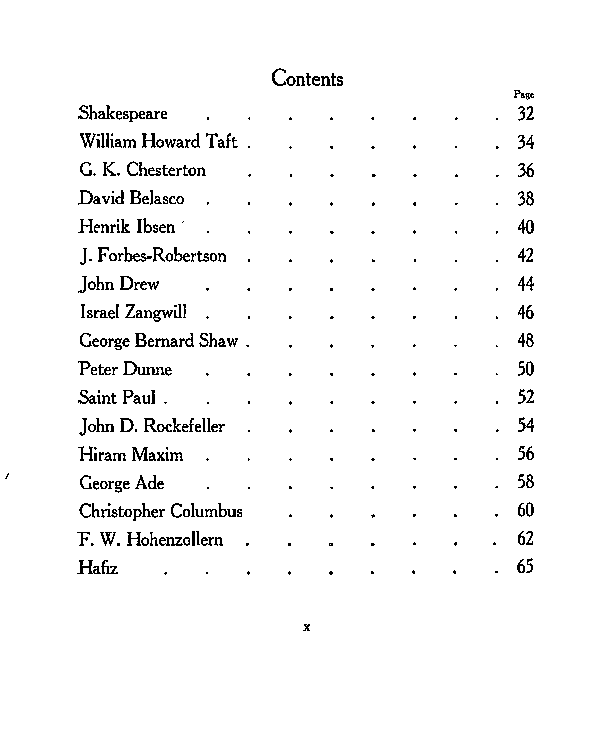 Contents
Page
Shakespeare . . . . . . . . 32
William Howard Taft . . . . . . . 34
G. K. Chesterton . . . . . . . 36
David Belasco . . . . . . . . 38
Henrik Ibsen . . . . . . . . 40
J. Forbes-Robertson . . . . . . . 42
John Drew . . . . . . . . 44
Israel Zangwill . . . . . . . . 46
George Bernard Shaw . . . . . . . 48
Peter Dunne . . . . . . . . 50
Saint Paul . . . . . . . . . 52
John D. Rockefeller . . . . . . . 54
Hiram Maxim . . . . . . . . 56
George Ade . . . . . . . . 58
Christopher Columbus . . . . . . 60
F. W. Hohenzollern . . . . . . . 62
Hafiz . . . . . . . . . 65
x